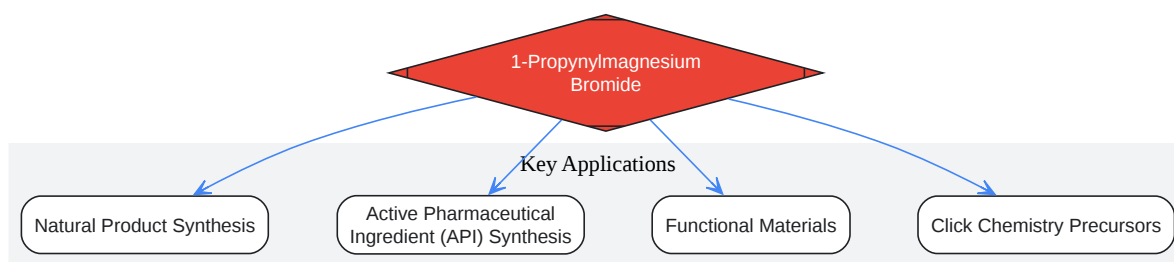 1-Propynylmagnesium
Bromide
Key Applications
Natural Product Synthesis
Active Pharmaceutical
Ingredient (API) Synthesis
Functional Materials
Click Chemistry Precursors